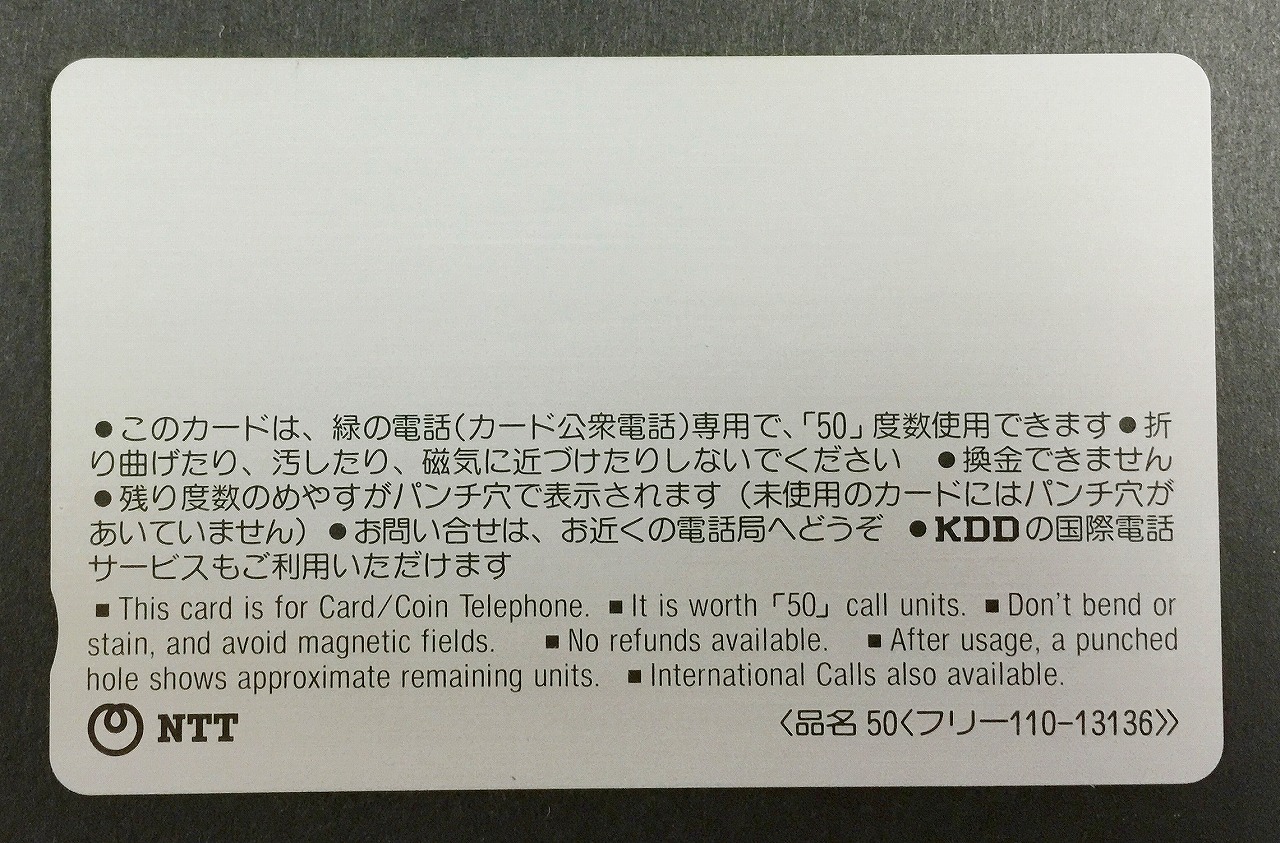 ●このカードは、緑の電話(カード公衆電話)専用で、「50」度数使用できます●折
り曲げたり、汚したり、磁気に近づけたりしないでください　●換金できません
●残り度数のめやすがパンチ穴で表示されます（未使用のカードにはパンチ穴が
あいていません）●お問い合せは、お近くの電話局へどうぞ　●KDDの国際電話
サービスもご利用いただけます
■This card is for Card/Coin Telephone. ■It is worth「50」call units. ■Don't bend or
stain, and avoid magnetic fields. ■No refunds available. ■After usage, a punched
hole shows approximate remaining units. ■International Calls also available.
NTT 〈品名 50〈フリー110-13136〉〉